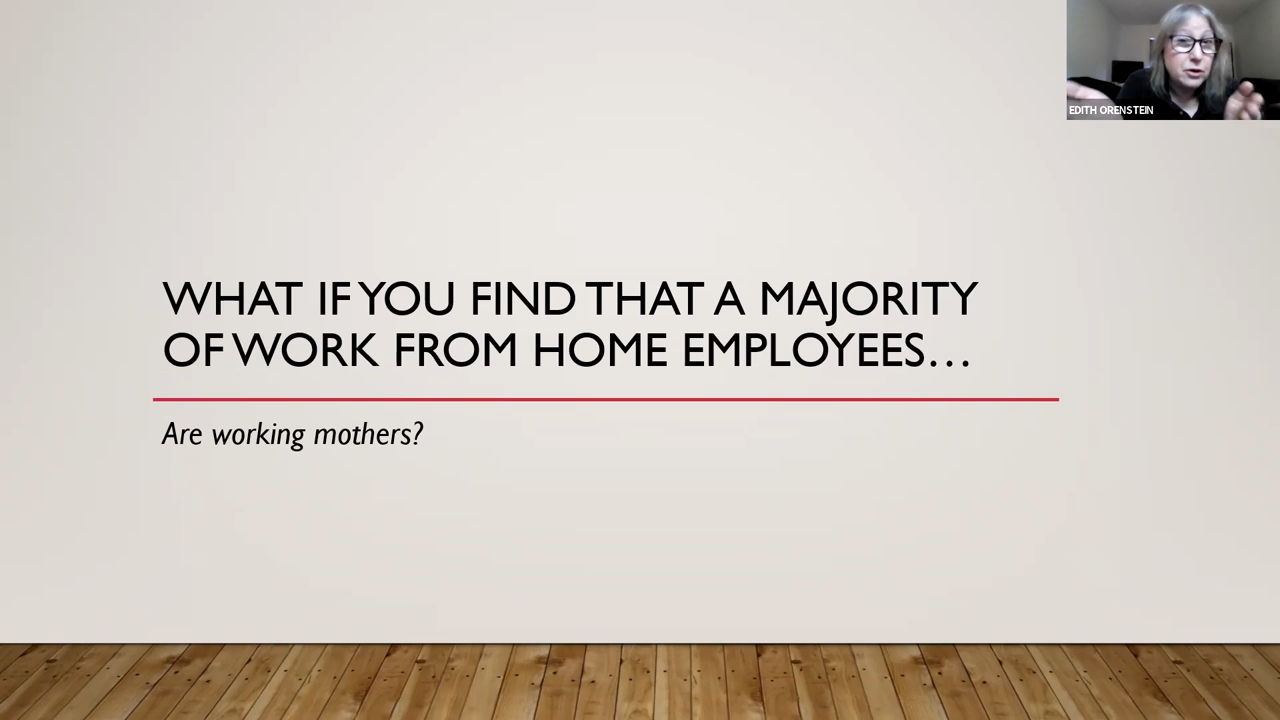 EDITH ORENSTEIN
WHAT IF YOU FIND THAT A MAJORITY
OF WORK FROM HOME EMPLOYEES…
Are working mothers?